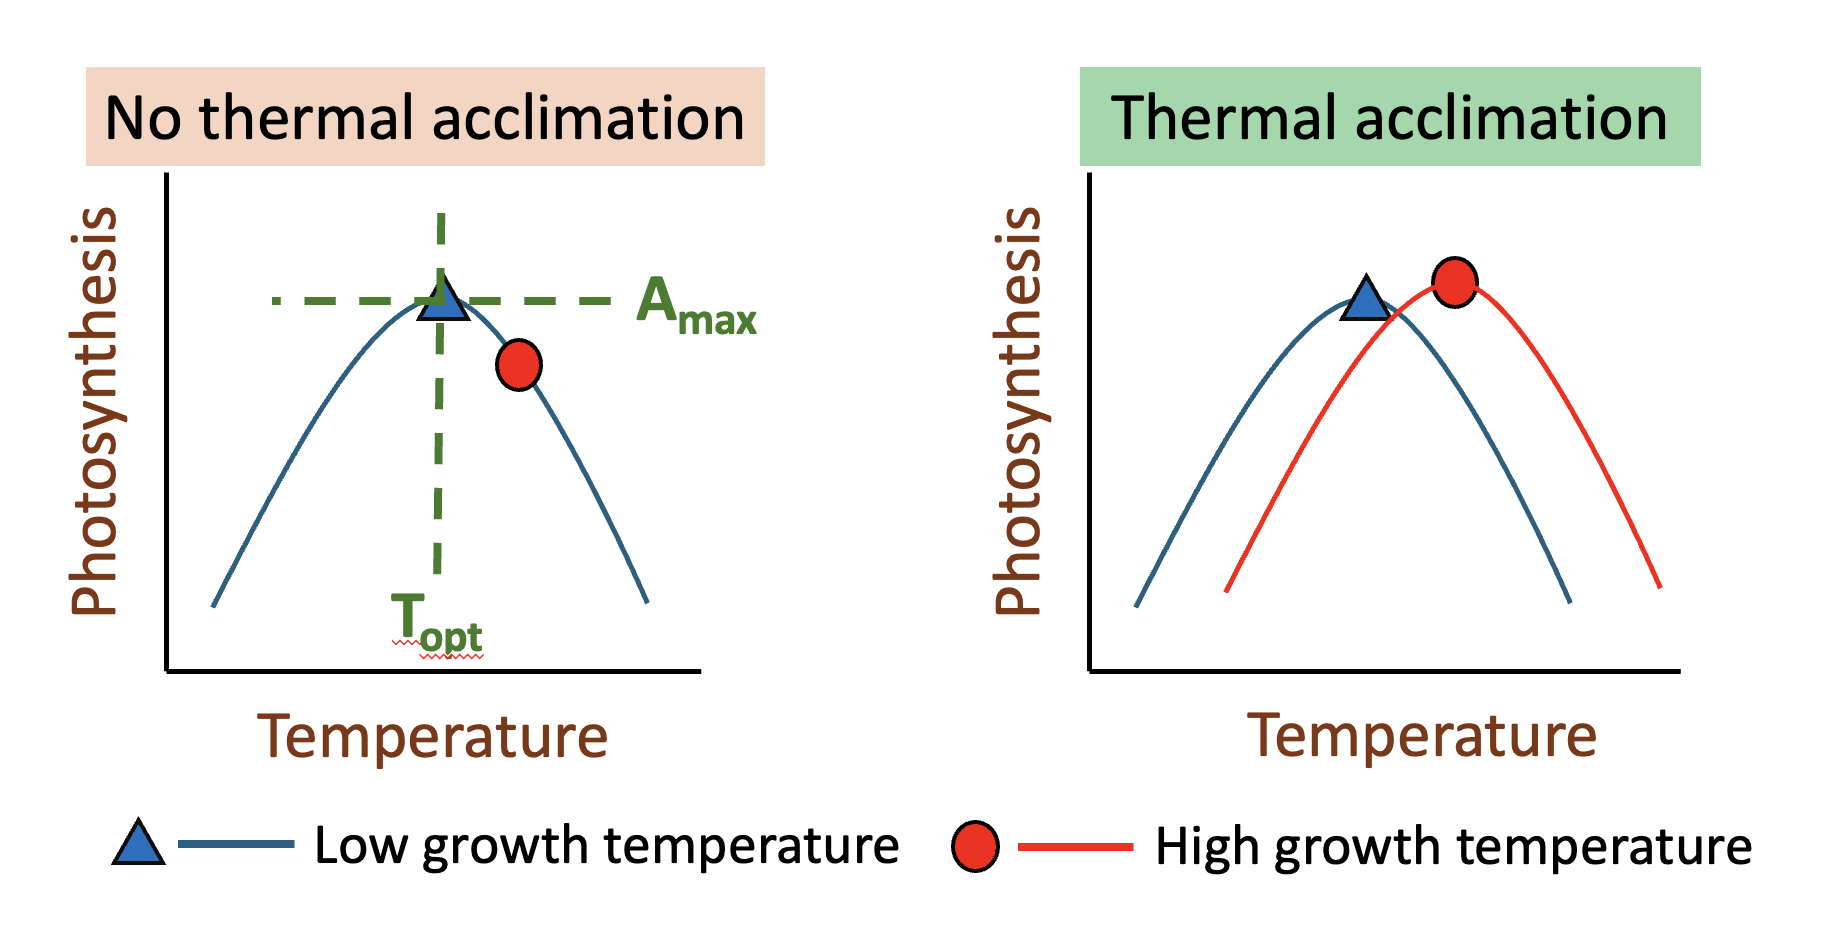 No thermal acclimation
Thermal acclimation
Photosynthesis
Amax
Topt
Temperature
Photosynthesis
Temperature
Low growth temperature
High growth temperature